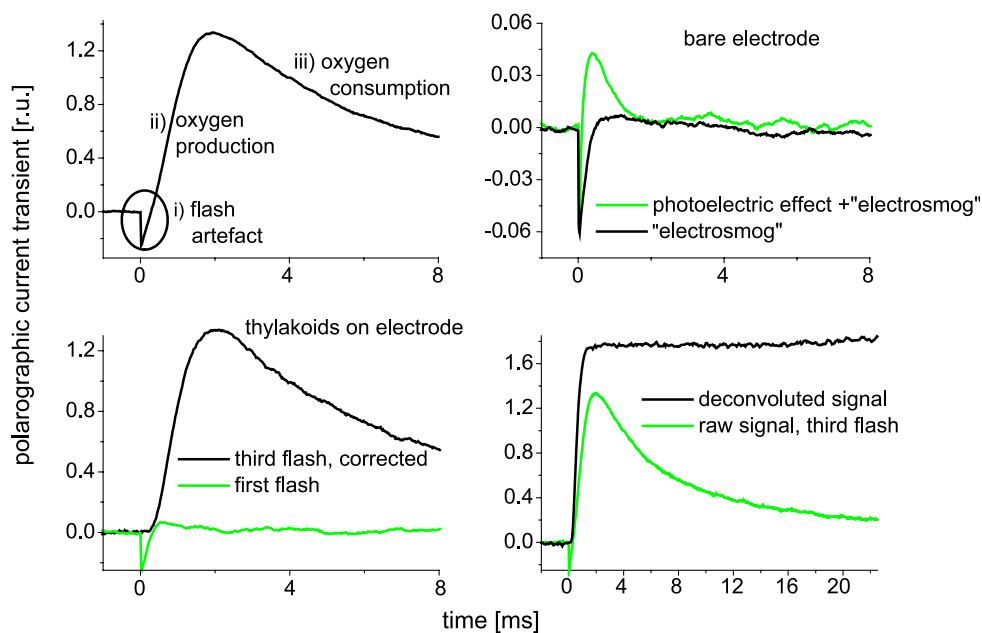 polarographic current transient [r.u.]
1.2
0.8
0.4
0.0
iii) oxygen
consumption
ii) oxygen
production
i) flash
artefact
0
4
8
0.06
0.03
0.00
-0.03
-0.06
bare electrode
photoelectric effect +"electrosmog"
"electrosmog"
0
4
8
1.2
0.8
0.4
0.0
thylakoids on electrode
third flash, corrected
first flash
0
4
8
1.6
1.2
0.8
0.4
0.0
deconvoluted signal
raw signal, third flash
0
4
8
12
16
20
time [ms]